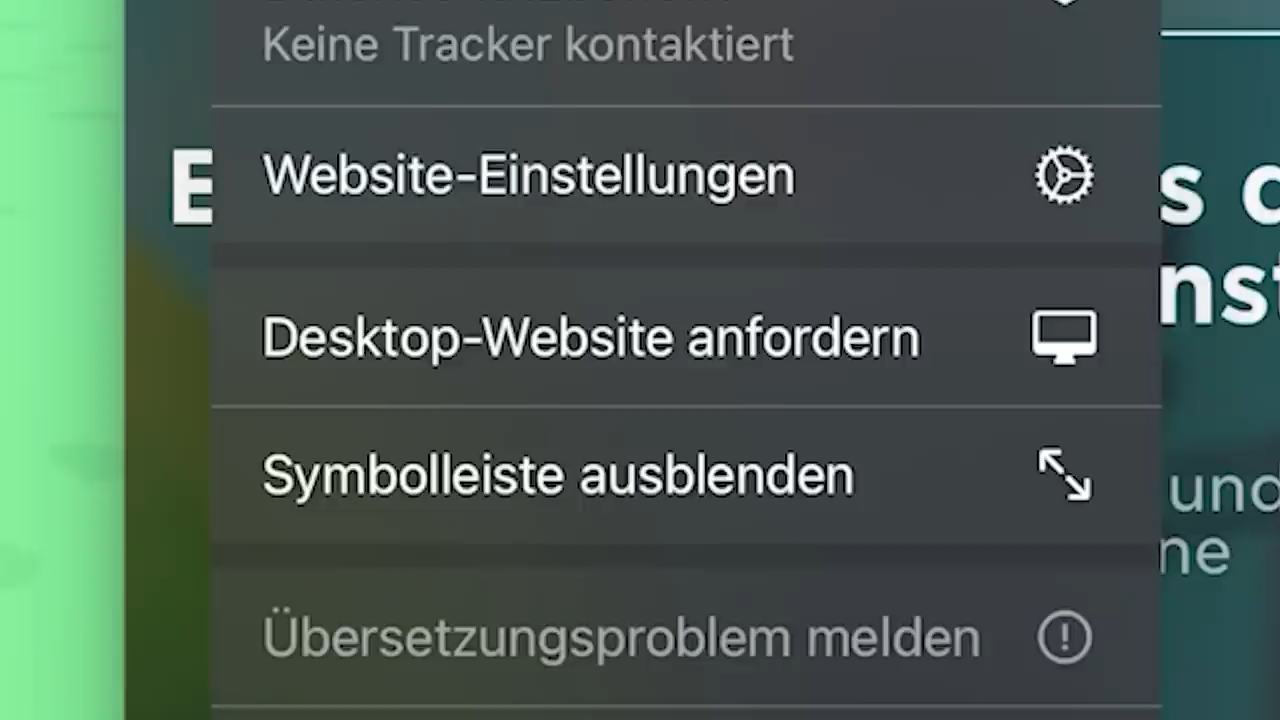 Keine Tracker kontaktiert
Website-Einstellungen
Desktop-Website anfordern
Symbolleiste ausblenden
Übersetzungsproblem melden